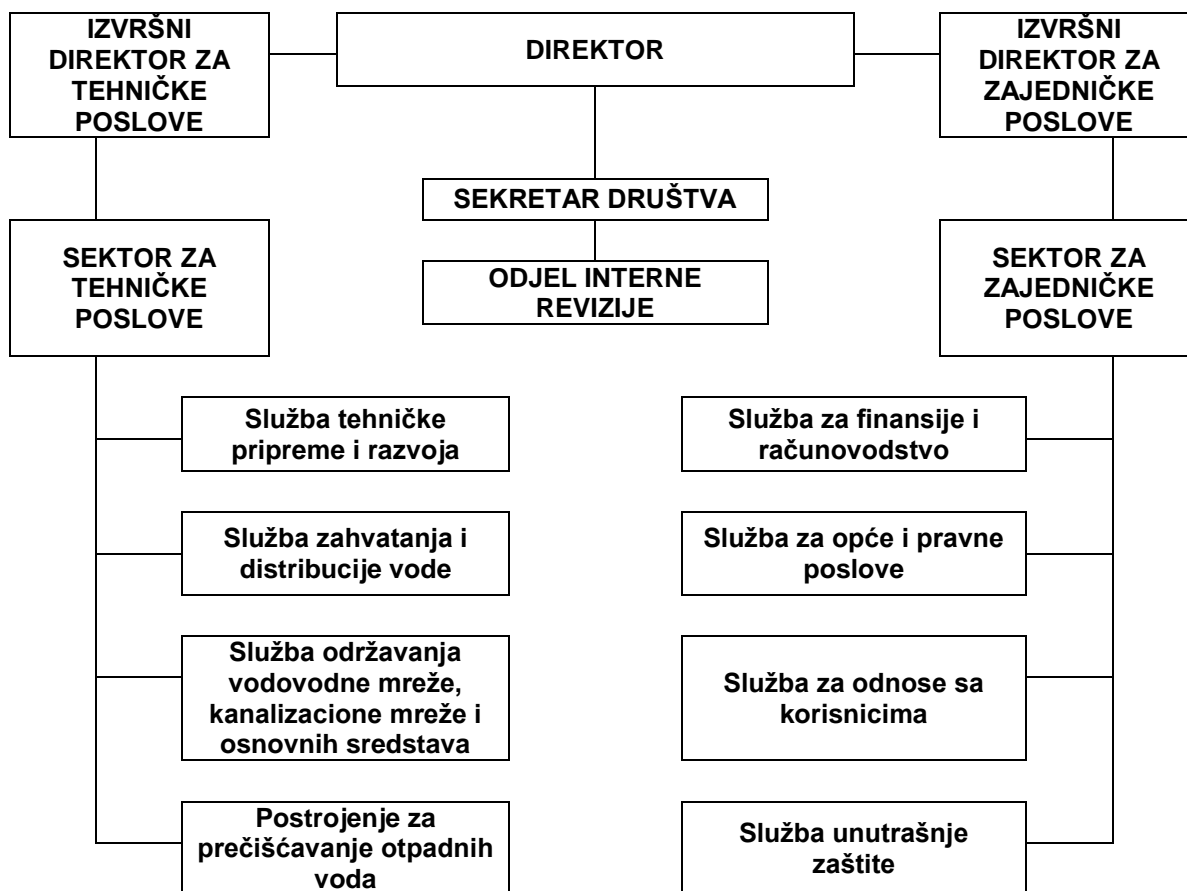 IZVRŠNI
DIREKTOR ZA
TEHNIČKE
POSLOVE
DIREKTOR
IZVRŠNI
DIREKTOR ZA
ZAJEDNIČKE
POSLOVE
SEKRETAR DRUŠTVA
SEKTOR ZA
TEHNIČKE
POSLOVE
ODJEL INTERNE
REVIZIJE
SEKTOR ZA
ZAJEDNIČKE
POSLOVE
Služba tehničke
pripreme i razvoja
Služba za finansije i
računovodstvo
Služba zahvatanja i
distribucije vode
Služba za opće i pravne
poslove
Služba održavanja
vodovodne mreže,
kanalizacione mreže i
osnovnih sredstava
Služba za odnose sa
korisnicima
Postrojenje za
prečišćavanje otpadnih
voda
Služba unutrašnje
zaštite